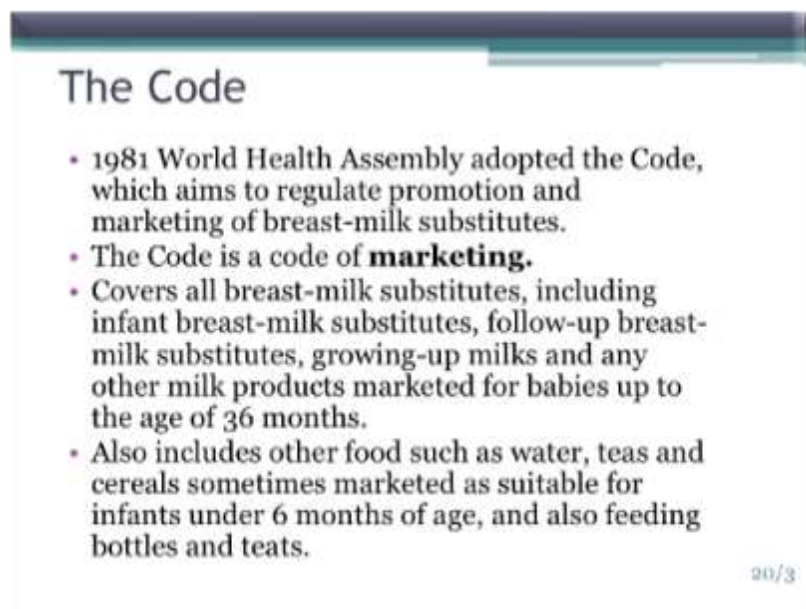 The Code
• 1981 World Health Assembly adopted the Code,
which aims to regulate promotion and
marketing of breast-milk substitutes.
• The Code is a code of marketing.
• Covers all breast-milk substitutes, including
infant breast-milk substitutes, follow-up breast-
milk substitutes, growing-up milks and any
other milk products marketed for babies up to
the age of 36 months.
• Also includes other food such as water, teas and
cereals sometimes marketed as suitable for
infants under 6 months of age, and also feeding
bottles and teats.
20/3